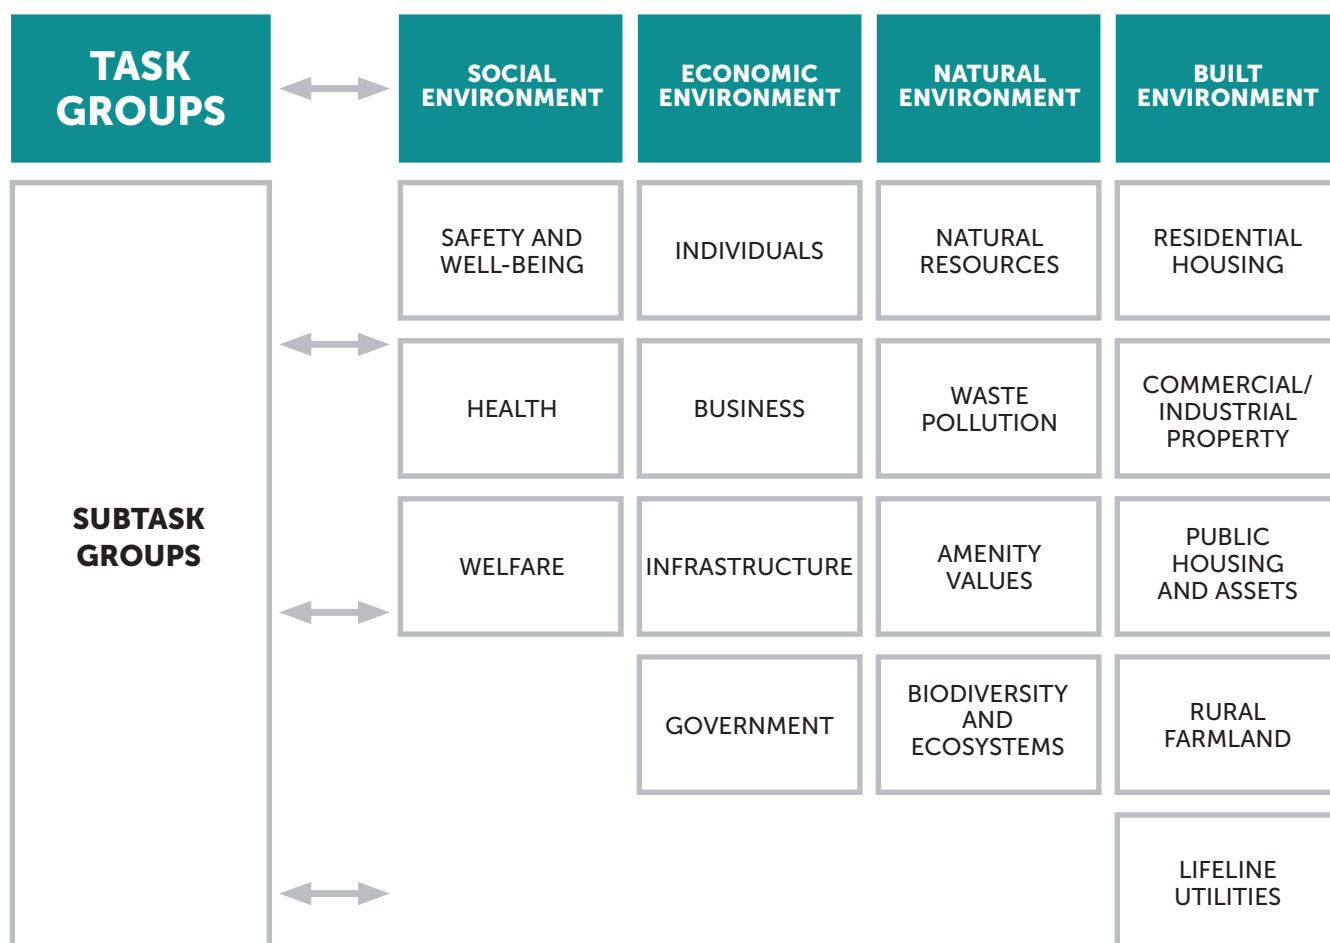 TASK
GROUPS
SOCIAL
ENVIRONMENT
ECONOMIC
ENVIRONMENT
NATURAL
ENVIRONMENT
BUILT
ENVIRONMENT
SUBTASK
GROUPS
SAFETY AND
WELL-BEING
INDIVIDUALS
NATURAL
RESOURCES
RESIDENTIAL
HOUSING
HEALTH
BUSINESS
WASTE
POLLUTION
COMMERCIAL/
INDUSTRIAL
PROPERTY
WELFARE
INFRASTRUCTURE
AMENITY
VALUES
PUBLIC
HOUSING
AND ASSETS
GOVERNMENT
BIODIVERSITY
AND
ECOSYSTEMS
RURAL
FARMLAND
LIFELINE
UTILITIES